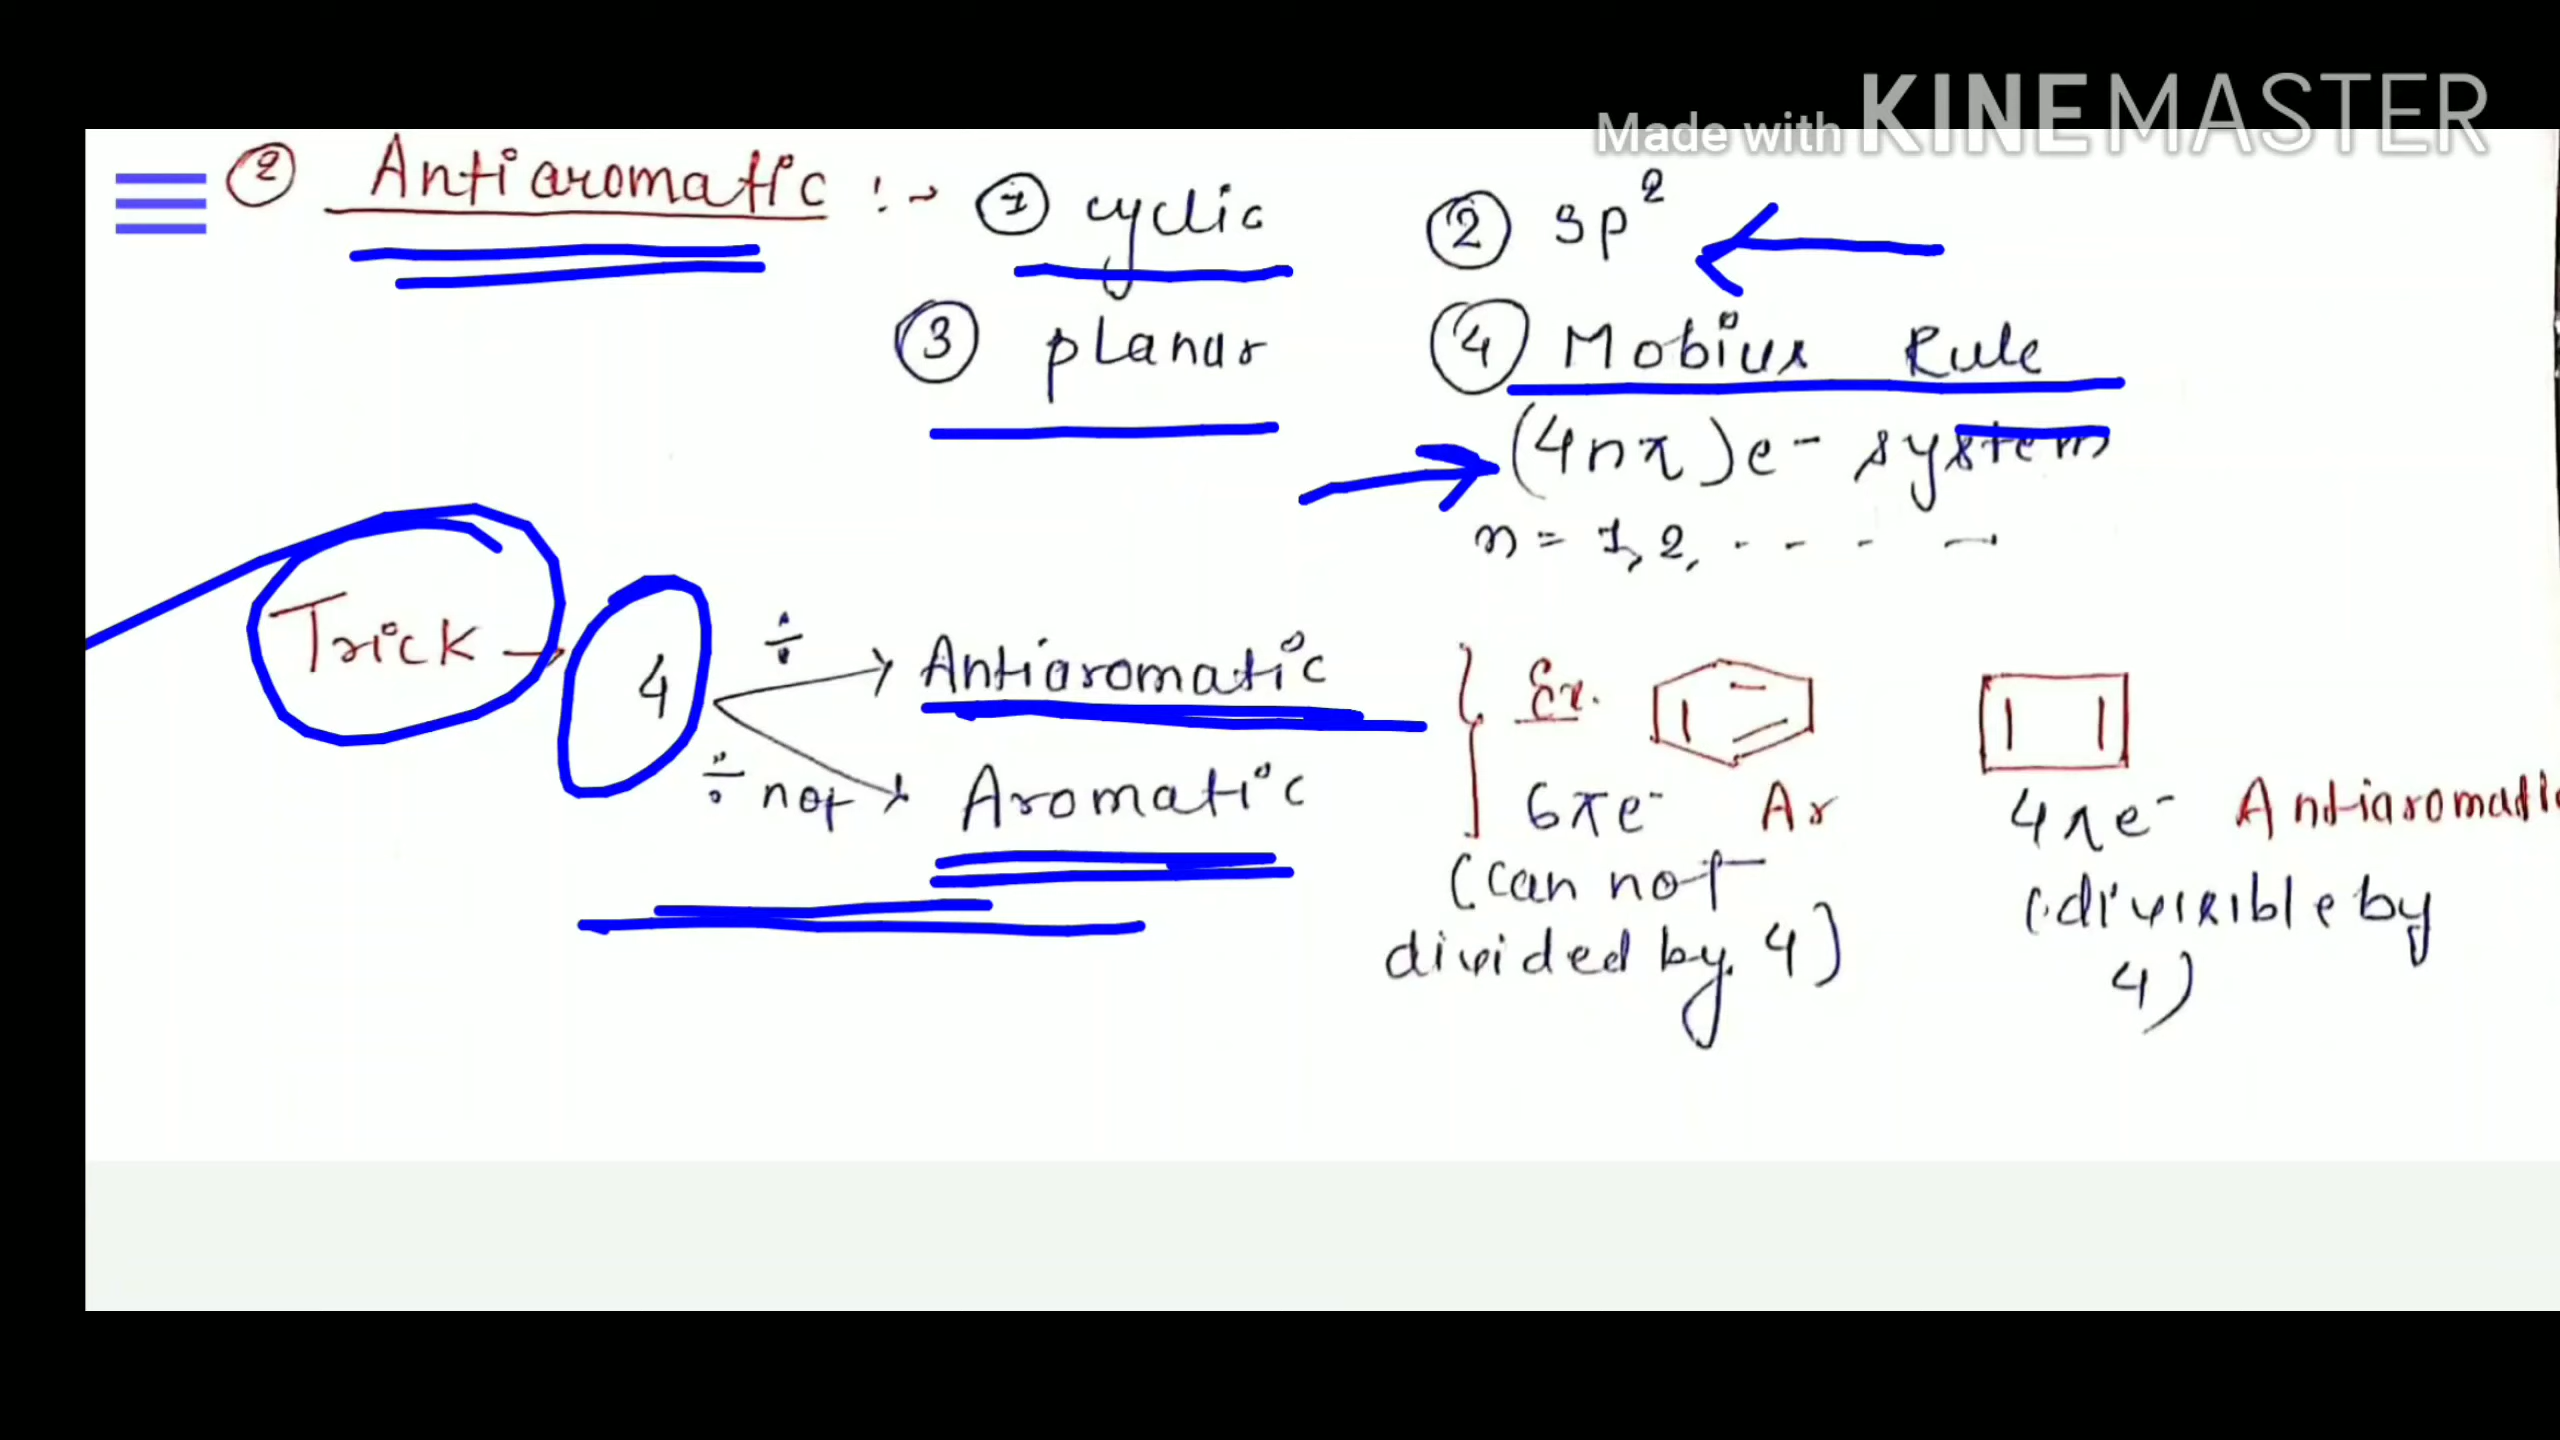 Made with KINEMASTER
② Antiaromatic :→ ① cyclic ② sp²
③ planar ④ Mobius Rule
(4nπ)e⁻ system
n = 1, 2, - - - -
Trick → 4 ÷ → Antiaromatic
÷ not → Aromatic
Ex.
6πe⁻ Ar
(can not
divided by 4)
4πe⁻ Antiaromatic
(divisible by
4)